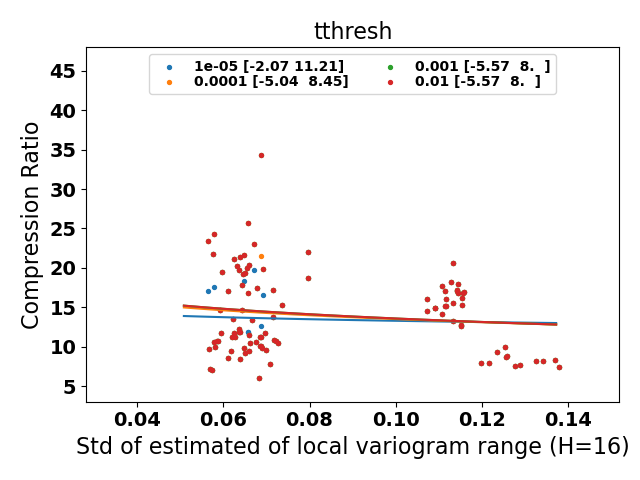 tthresh
1e-05 [-2.07 11.21]
0.0001 [-5.04  8.45]
0.001 [-5.57  8.  ]
0.01 [-5.57  8.  ]
Compression Ratio
45
40
35
30
25
20
15
10
5
0.04 0.06 0.08 0.10 0.12 0.14
Std of estimated of local variogram range (H=16)